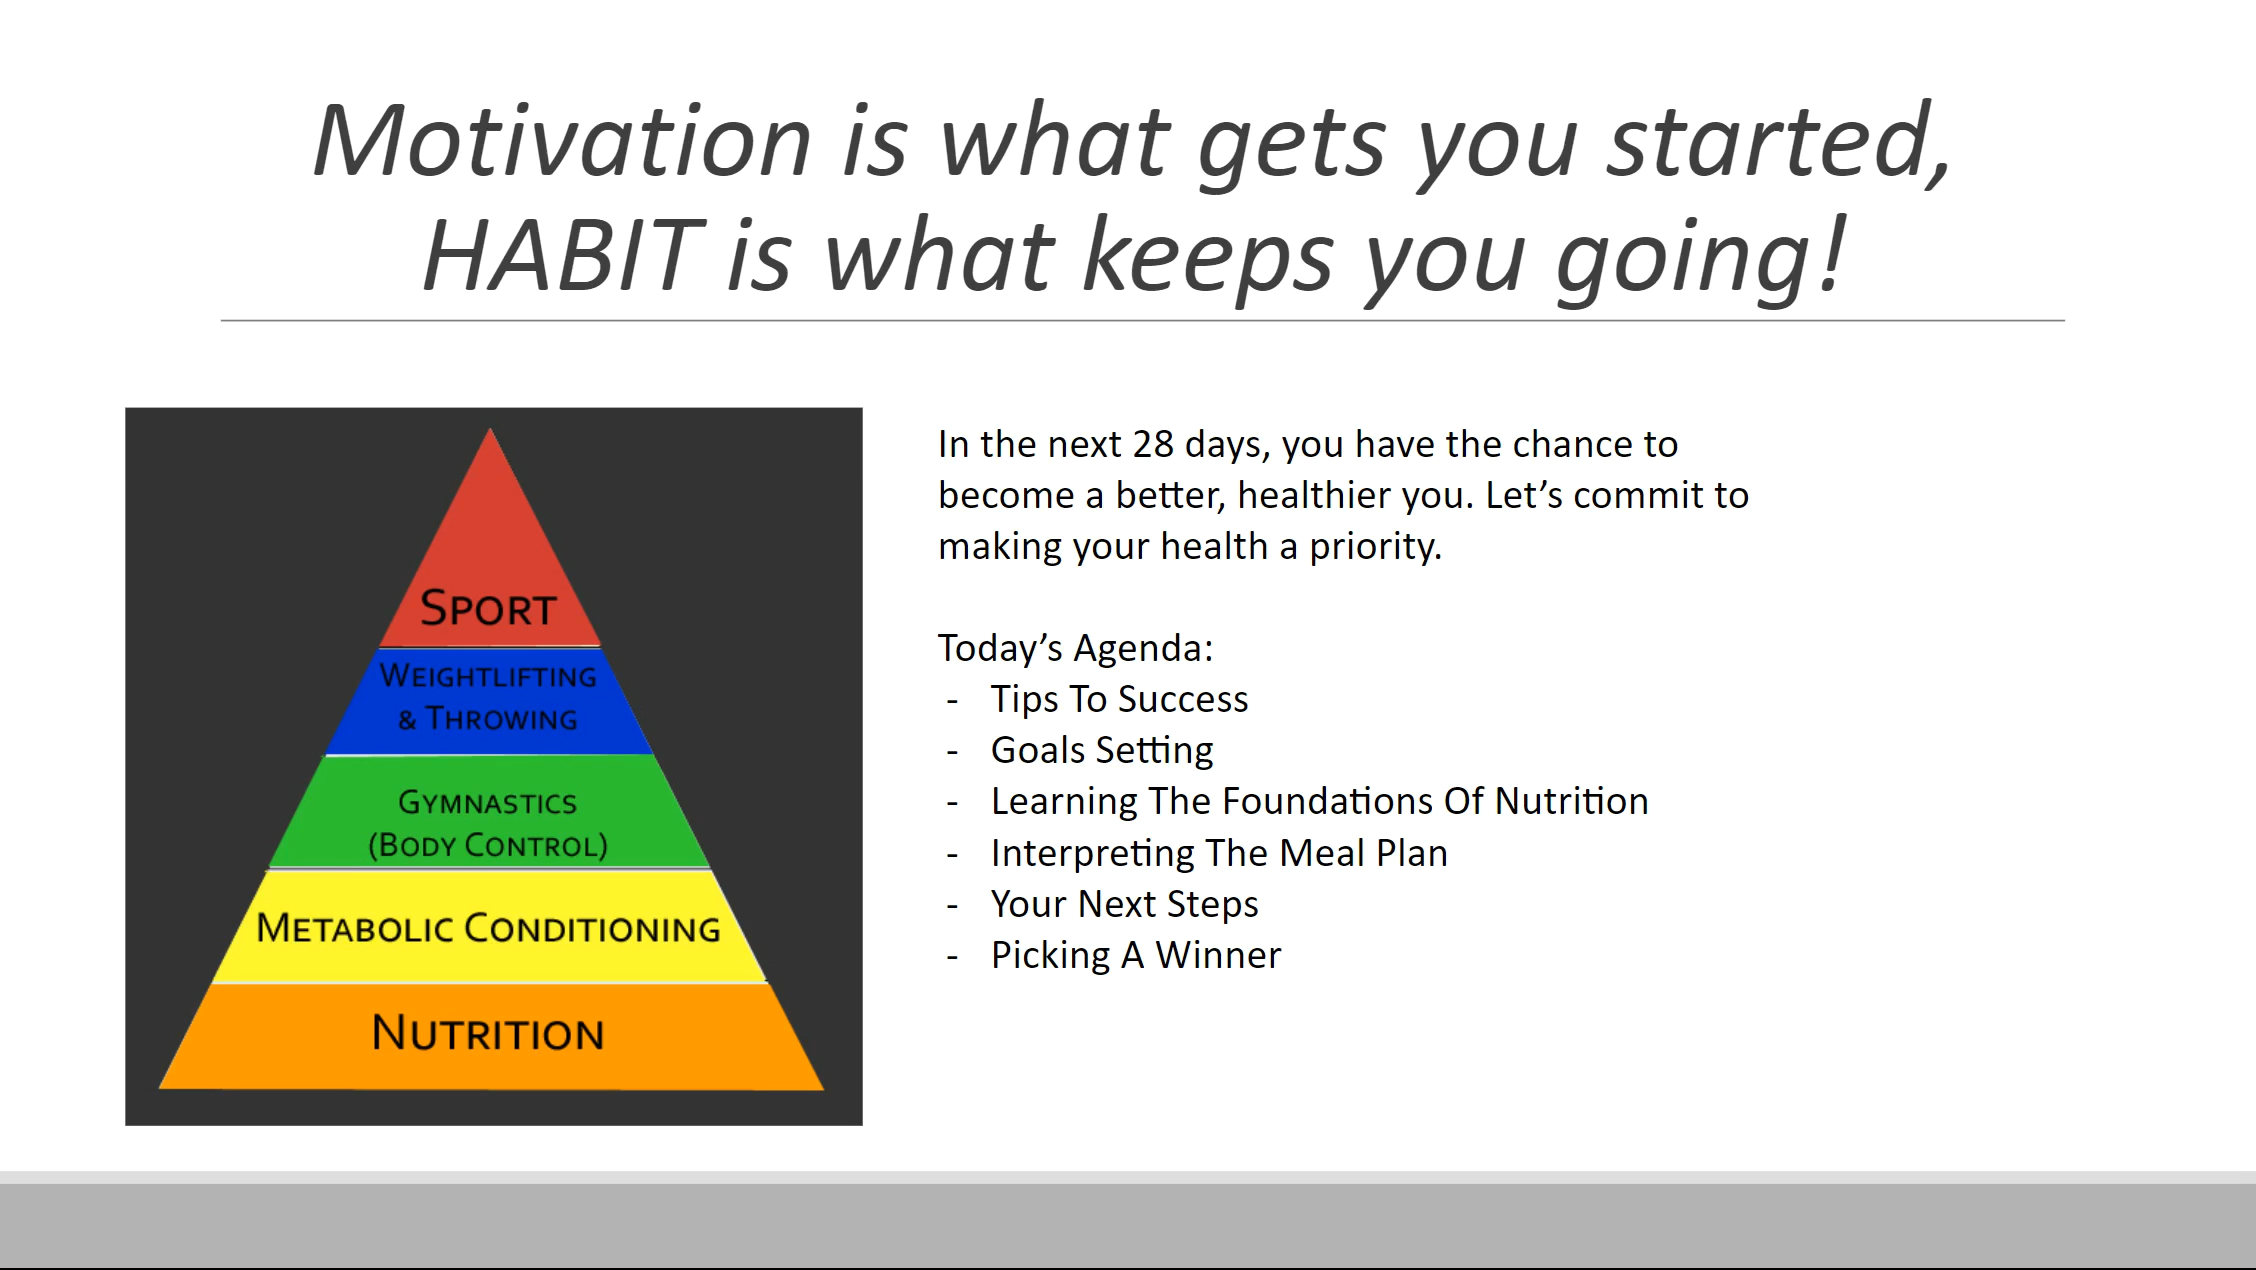 Motivation is what gets you started,
HABIT is what keeps you going!
SPORT
WEIGHTLIFTING
& THROWING
GYMNASTICS
(BODY CONTROL)
METABOLIC CONDITIONING
NUTRITION
In the next 28 days, you have the chance to
become a better, healthier you. Let’s commit to
making your health a priority.
Today’s Agenda:
- Tips To Success
- Goals Setting
- Learning The Foundations Of Nutrition
- Interpreting The Meal Plan
- Your Next Steps
- Picking A Winner